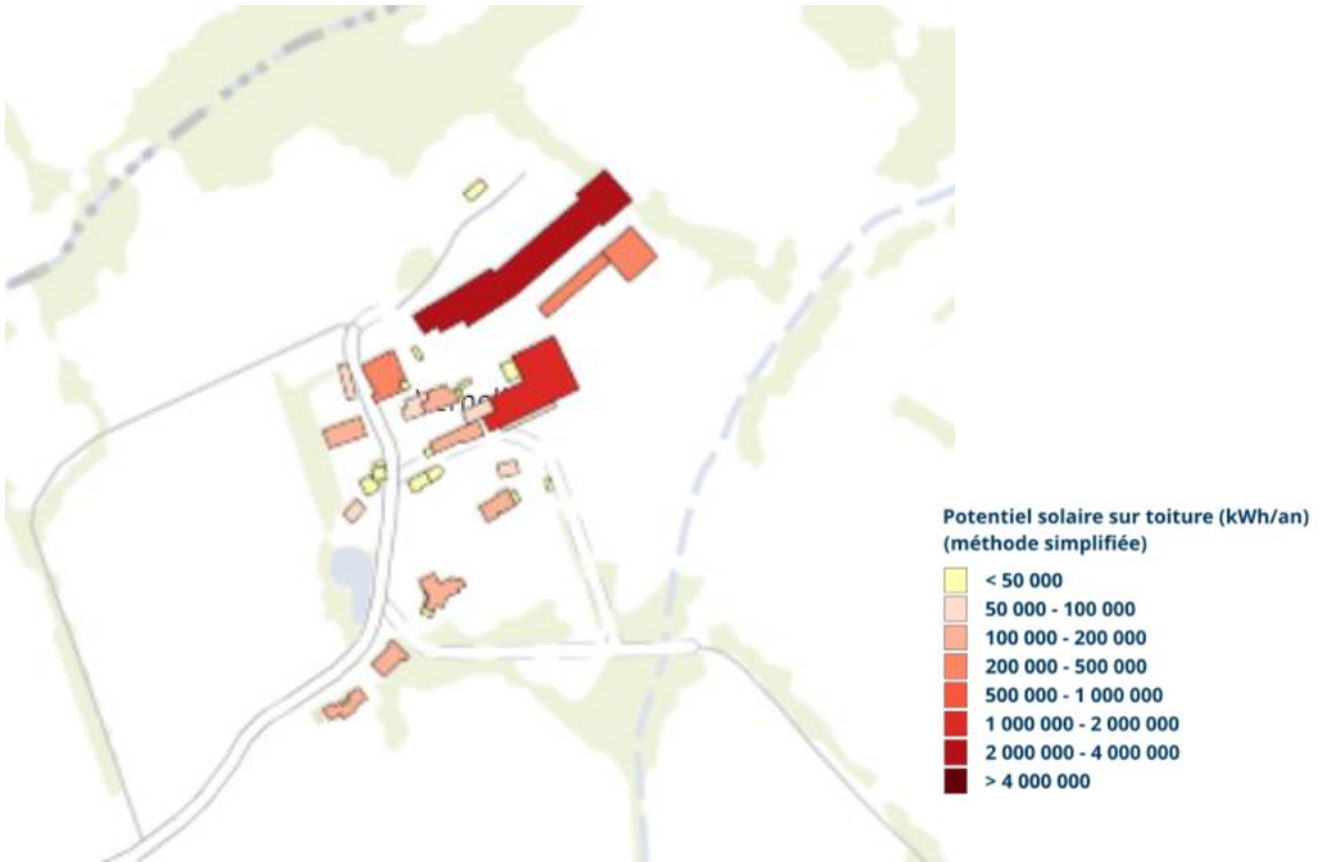 Potentiel solaire sur toiture (kWh/an)
(méthode simplifiée)
< 50 000
50 000 - 100 000
100 000 - 200 000
200 000 - 500 000
500 000 - 1 000 000
1 000 000 - 2 000 000
2 000 000 - 4 000 000
> 4 000 000